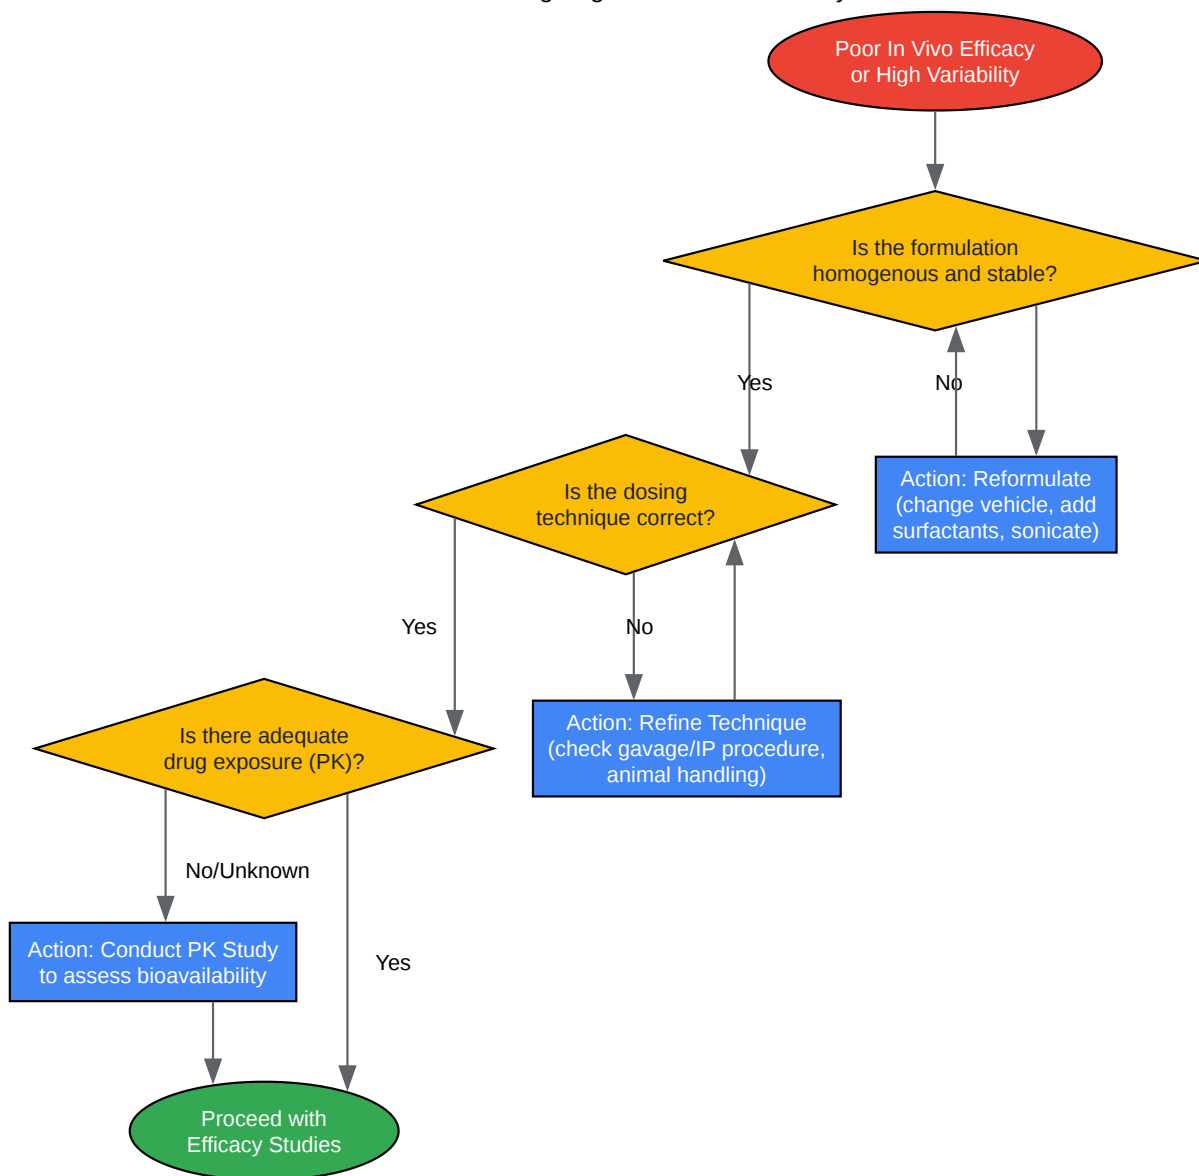 Poor In Vivo Efficacy
or High Variability
Is the formulation
homogenous and stable?
Yes
No
Is the dosing
technique correct?
Action: Reformulate
(change vehicle, add
surfactants, sonicate)
Yes
No
Is there adequate
drug exposure (PK)?
Action: Refine Technique
(check gavage/IP procedure,
animal handling)
No/Unknown
Action: Conduct PK Study
to assess bioavailability
Yes
Proceed with
Efficacy Studies